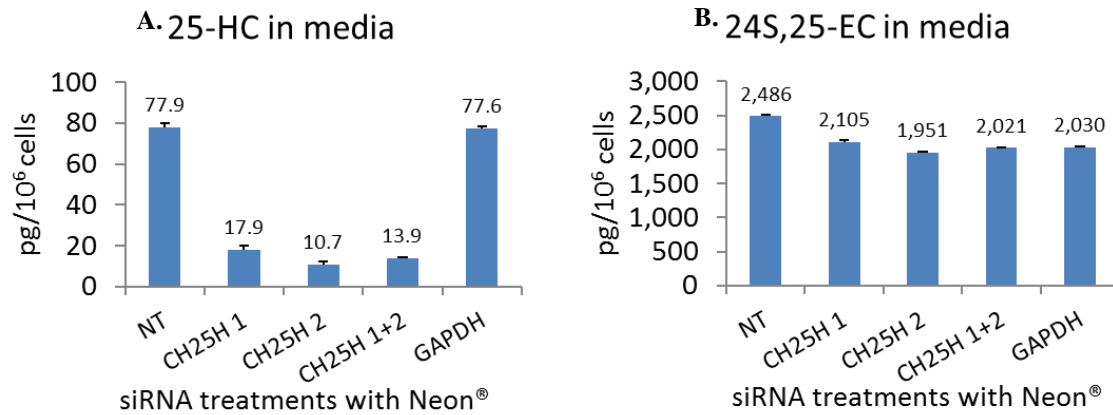 A. 25-HC in media
pg/10⁶ cells
100
80
60
40
20
0
77.9
17.9
10.7
13.9
77.6
NT
CH25H 1
CH25H 2
CH25H 1+2
GAPDH
siRNA treatments with Neon®
B. 24S,25-EC in media
pg/10⁶ cells
3,000
2,500
2,000
1,500
1,000
500
0
2,486
2,105
1,951
2,021
2,030
NT
CH25H 1
CH25H 2
CH25H 1+2
GAPDH
siRNA treatments with Neon®